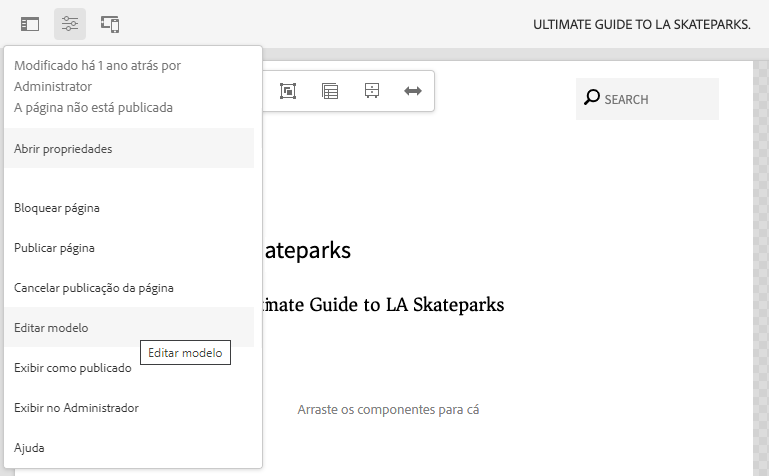 ULTIMATE GUIDE TO LA SKATEPARKS.
Modificado há 1 ano atrás por
Administrator
A página não está publicada
SEARCH
Abrir propriedades
Bloquear página
Publicar página
ateparks
Cancelar publicação da página
imate Guide to LA Skateparks
Editar modelo
Editar modelo
Exibir como publicado
Exibir no Administrador
Arraste os componentes para cá
Ajuda